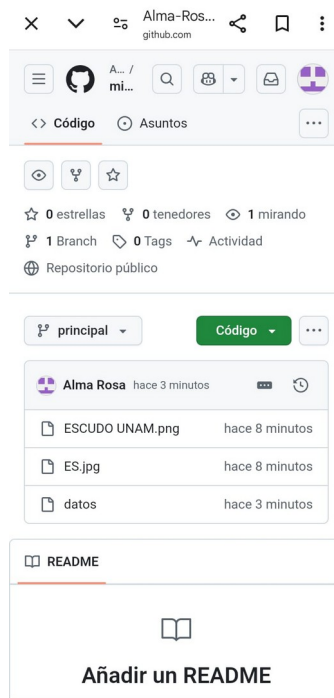 Alma-Ros...
github.com
A... /
mi...
Código
Asuntos
0 estrellas 0 tenedores 1 mirando
1 Branch 0 Tags Actividad
Repositorio público
principal Código
Alma Rosa hace 3 minutos
ESCUDO UNAM.png hace 8 minutos
ES.jpg hace 8 minutos
datos hace 3 minutos
README
Añadir un README